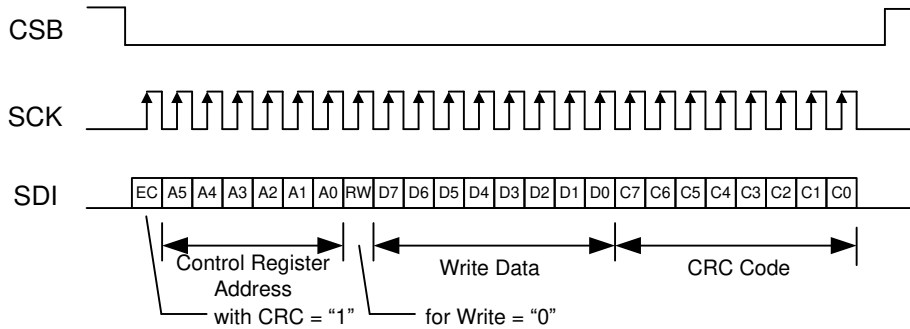 CSB
SCK
SDI
EC A5 A4 A3 A2 A1 A0 RW D7 D6 D5 D4 D3 D2 D1 D0 C7 C6 C5 C4 C3 C2 C1 C0
Control Register
Address
Write Data
CRC Code
with CRC = “1”
for Write = “0”